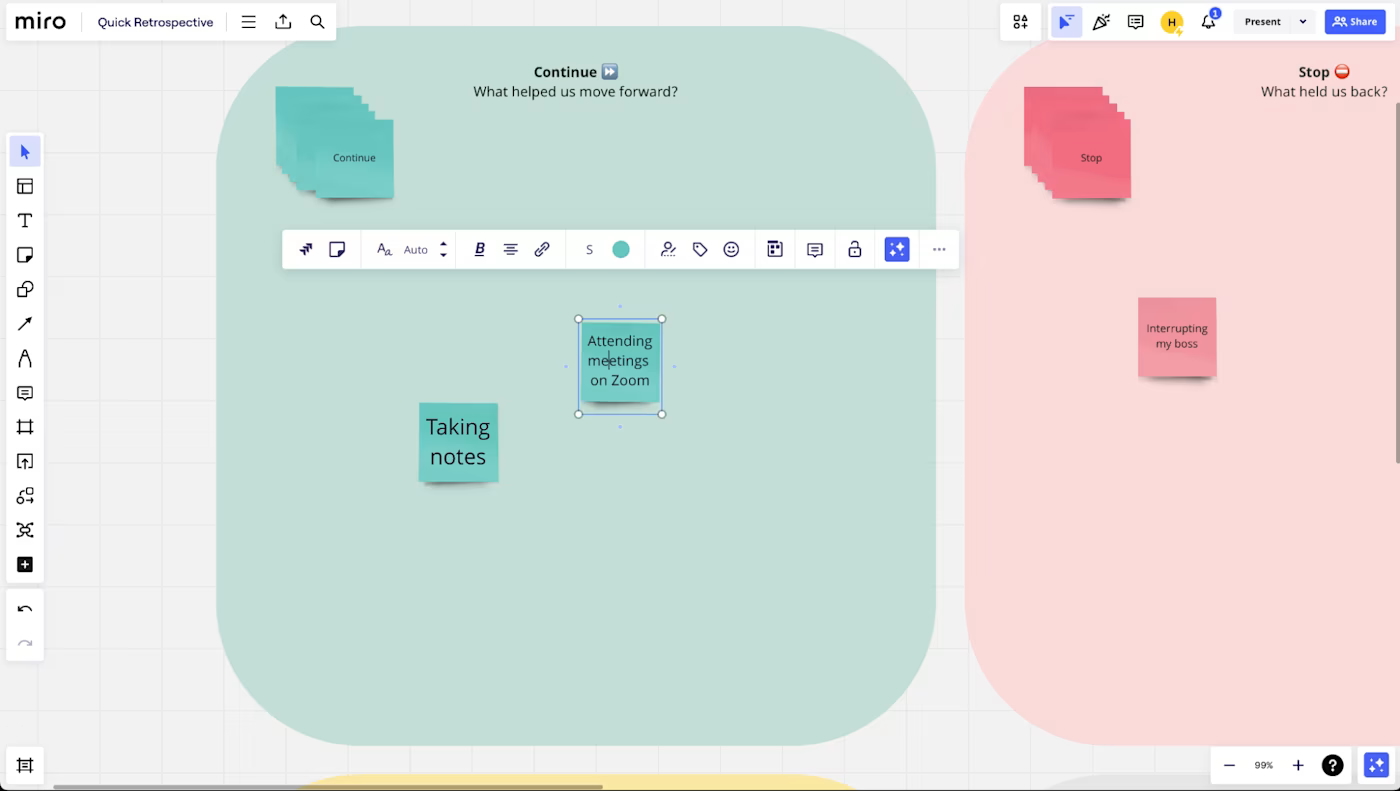 miro
Quick Retrospective
H
1
Present
Share
Continue ⏩
What helped us move forward?
Stop ⛔
What held us back?
Continue
Stop
Auto
B
S
Attending
meetings
on Zoom
Interrupting
my boss
Taking
notes
99%
?